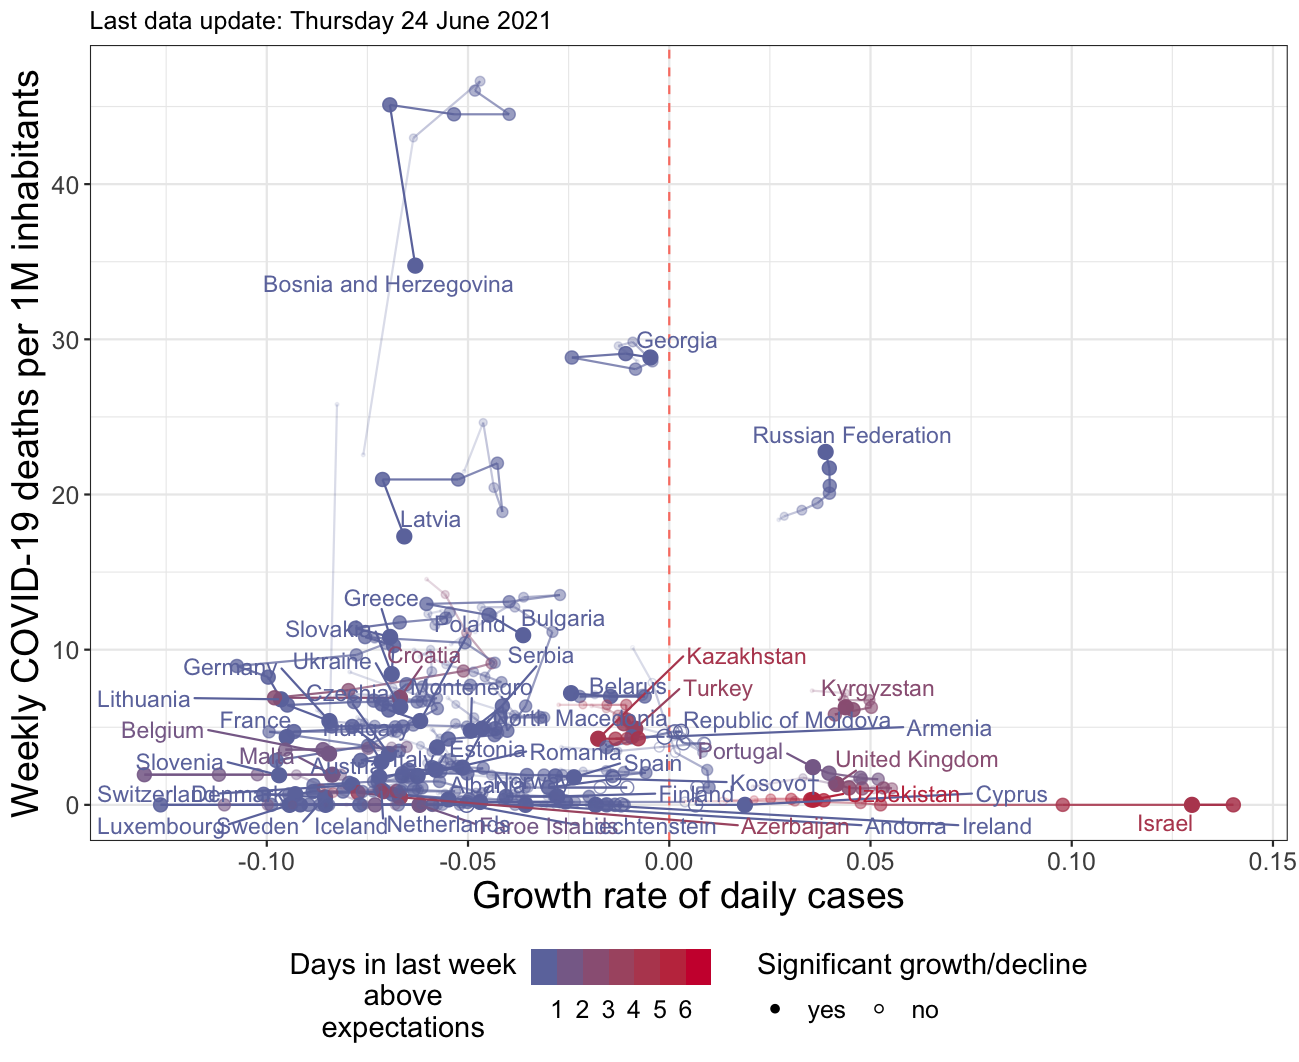 Last data update: Thursday 24 June 2021
Weekly COVID-19 deaths per 1M inhabitants
40
30
20
10
0
Bosnia and Herzegovina
Georgia
Russian Federation
Latvia
Greece
Slovakia
Poland
Bulgaria
Germany
Ukraine
Croatia
Serbia
Kazakhstan
Lithuania
Czechia
Montenegro
Belarus
Turkey
Kyrgyzstan
Belgium
France
Hungary
North Macedonia
Republic of Moldova
Armenia
Slovenia
Malta
Austria
Italy
Estonia
Romania
Spain
Portugal
United Kingdom
Switzerland
Denmark
Albania
Norway
Finland
Kosovo
Uzbekistan
Cyprus
Luxembourg
Sweden
Iceland
Netherlands
Faroe Islands
Liechtenstein
Azerbaijan
Andorra
Ireland
Israel
-0.10
-0.05
0.00
0.05
0.10
0.15
Growth rate of daily cases
Days in last week
above
expectations
1 2 3 4 5 6
Significant growth/decline
yes
no